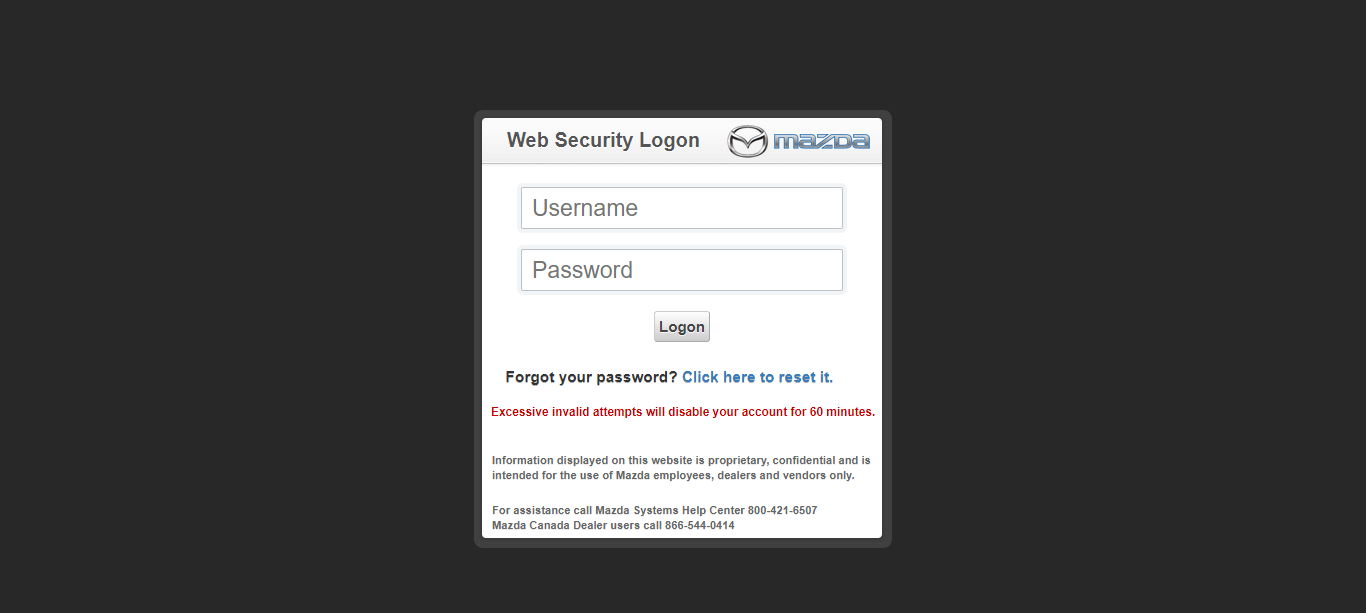 Web Security Logon mazda
Username
Password
Logon
Forgot your password? Click here to reset it.
Excessive invalid attempts will disable your account for 60 minutes.
Information displayed on this website is proprietary, confidential and is
intended for the use of Mazda employees, dealers and vendors only.
For assistance call Mazda Systems Help Center 800-421-6507
Mazda Canada Dealer users call 866-544-0414